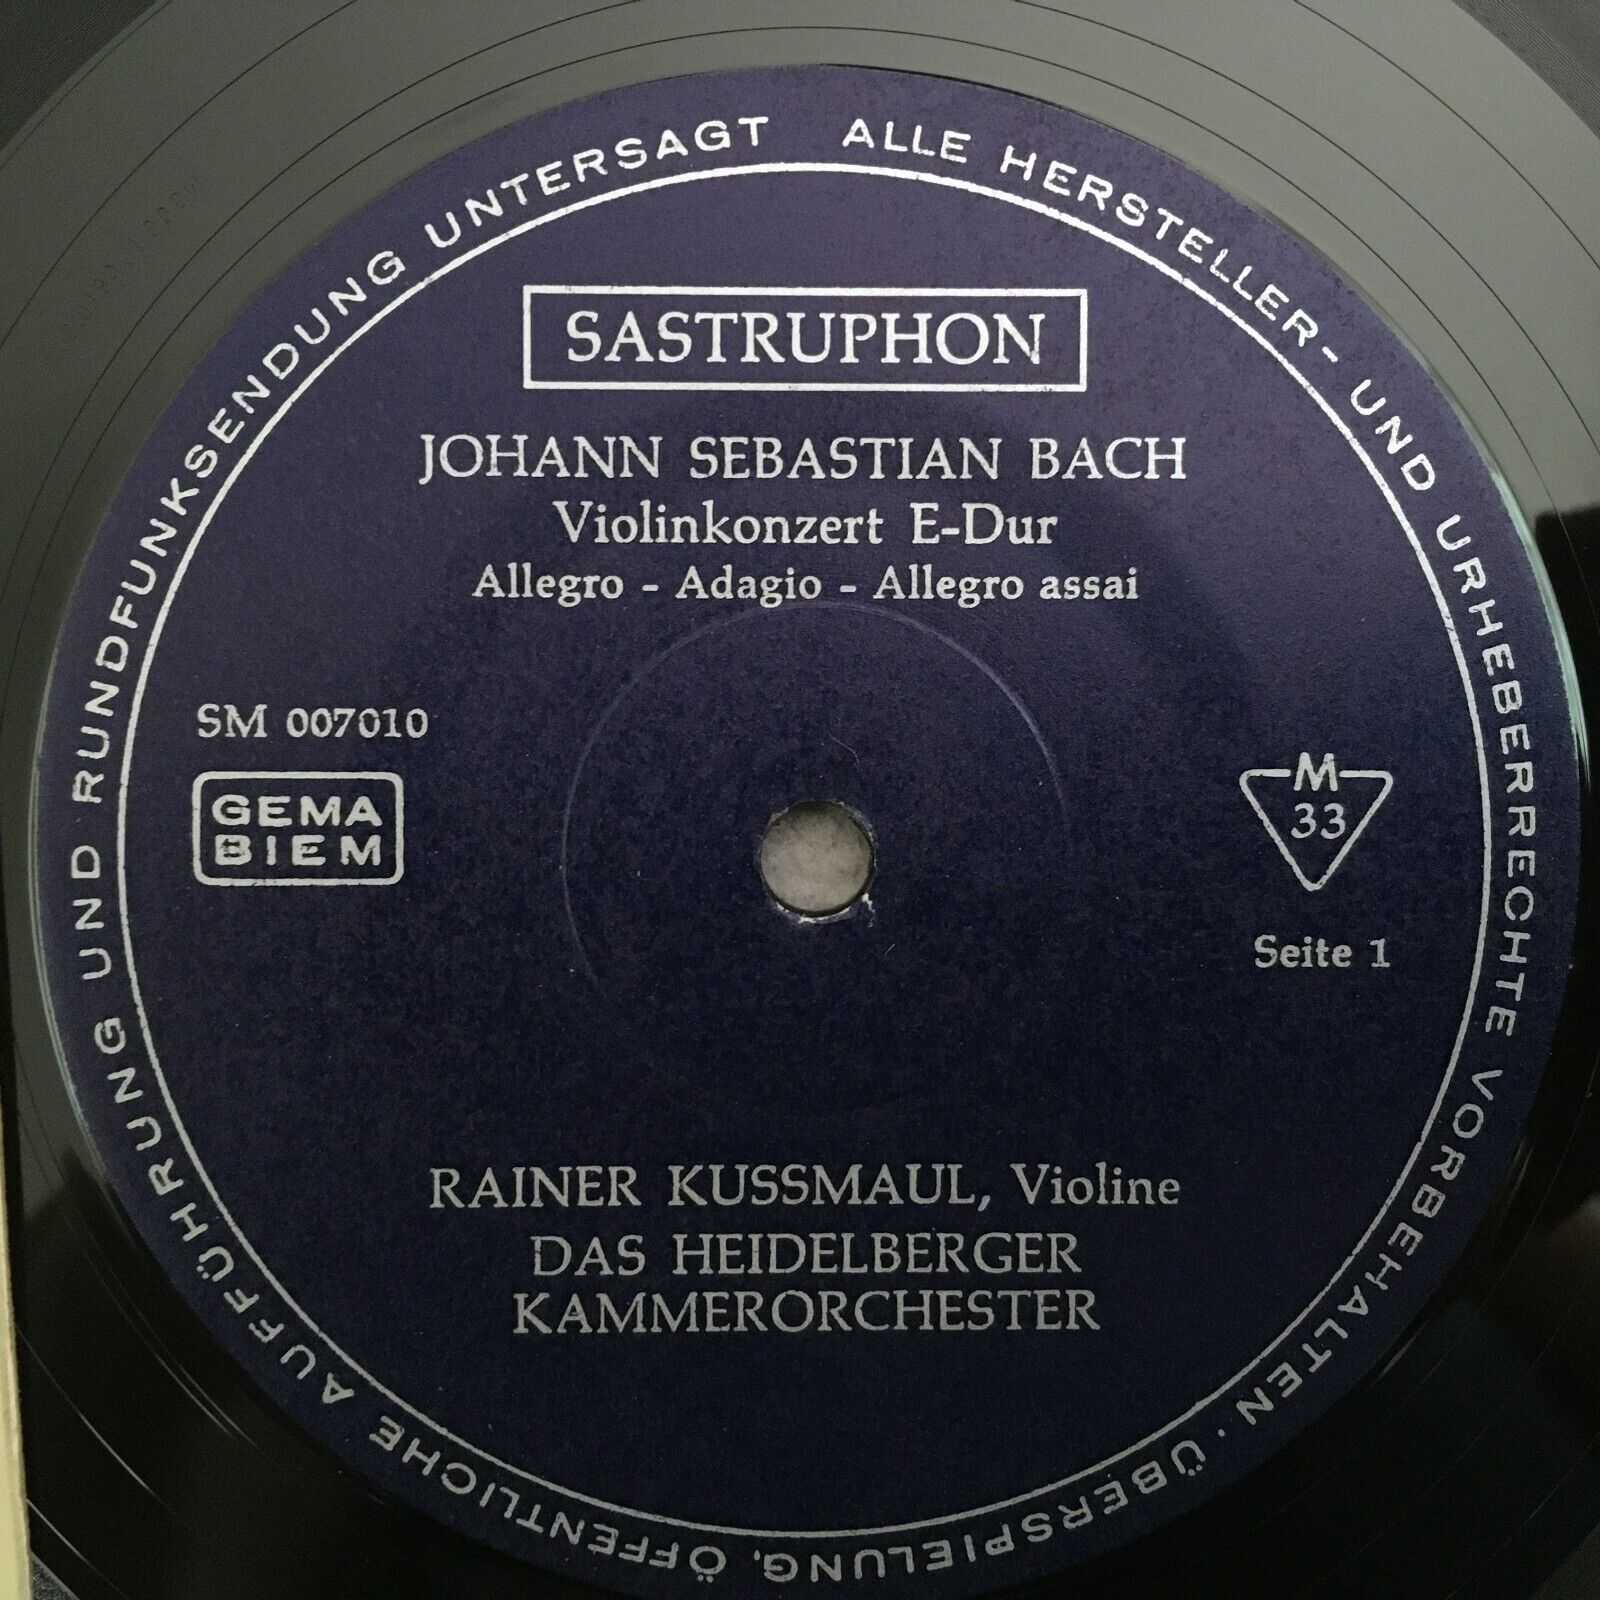 ALLE HERSTELLER- UND URHEBERRECHTE VORBEHALTEN · ÜBERSPIELUNG, ÖFFENTLICHE AUFFÜHRUNG UND RUNDFUNKSENDUNG UNTERSAGT
SASTRUPHON
JOHANN SEBASTIAN BACH
Violinkonzert E-Dur
Allegro - Adagio - Allegro assai
SM 007010
GEMA
BIEM
M
33
Seite 1
RAINER KUSSMAUL, Violine
DAS HEIDELBERGER
KAMMERORCHESTER